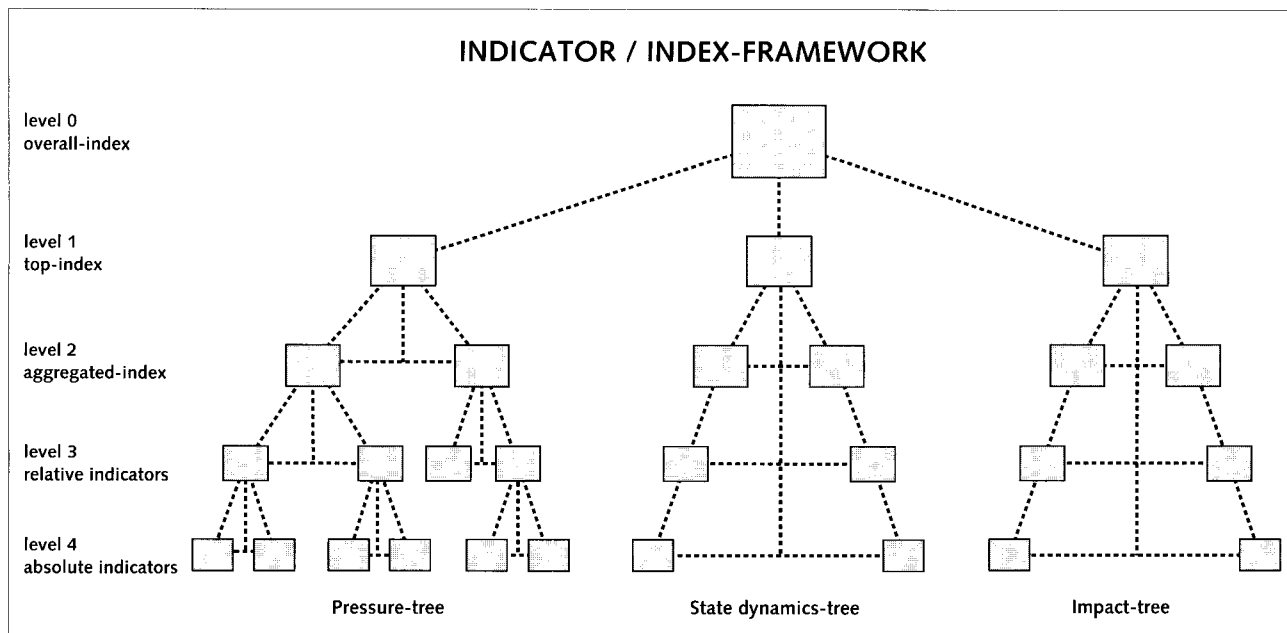 INDICATOR / INDEX-FRAMEWORK
level 0
overall-index
level 1
top-index
level 2
aggregated-index
level 3
relative indicators
level 4
absolute indicators
Pressure-tree
State dynamics-tree
Impact-tree